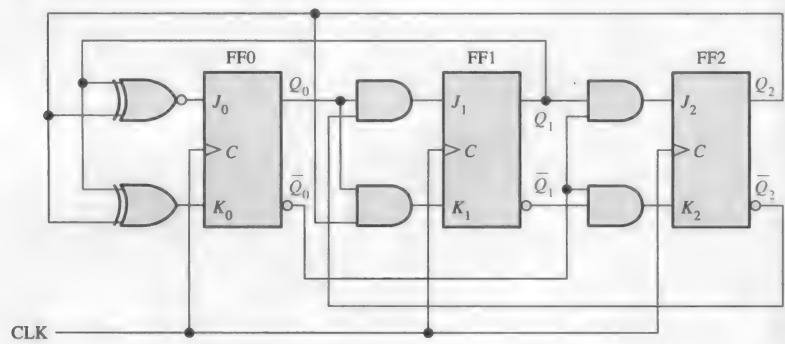 FF0 FF1 FF2
J₀ Q₀ J₁ Q₁ J₂ Q₂
C C C
K₀ Q̅₀ K₁ Q̅₁ K₂ Q̅₂
CLK